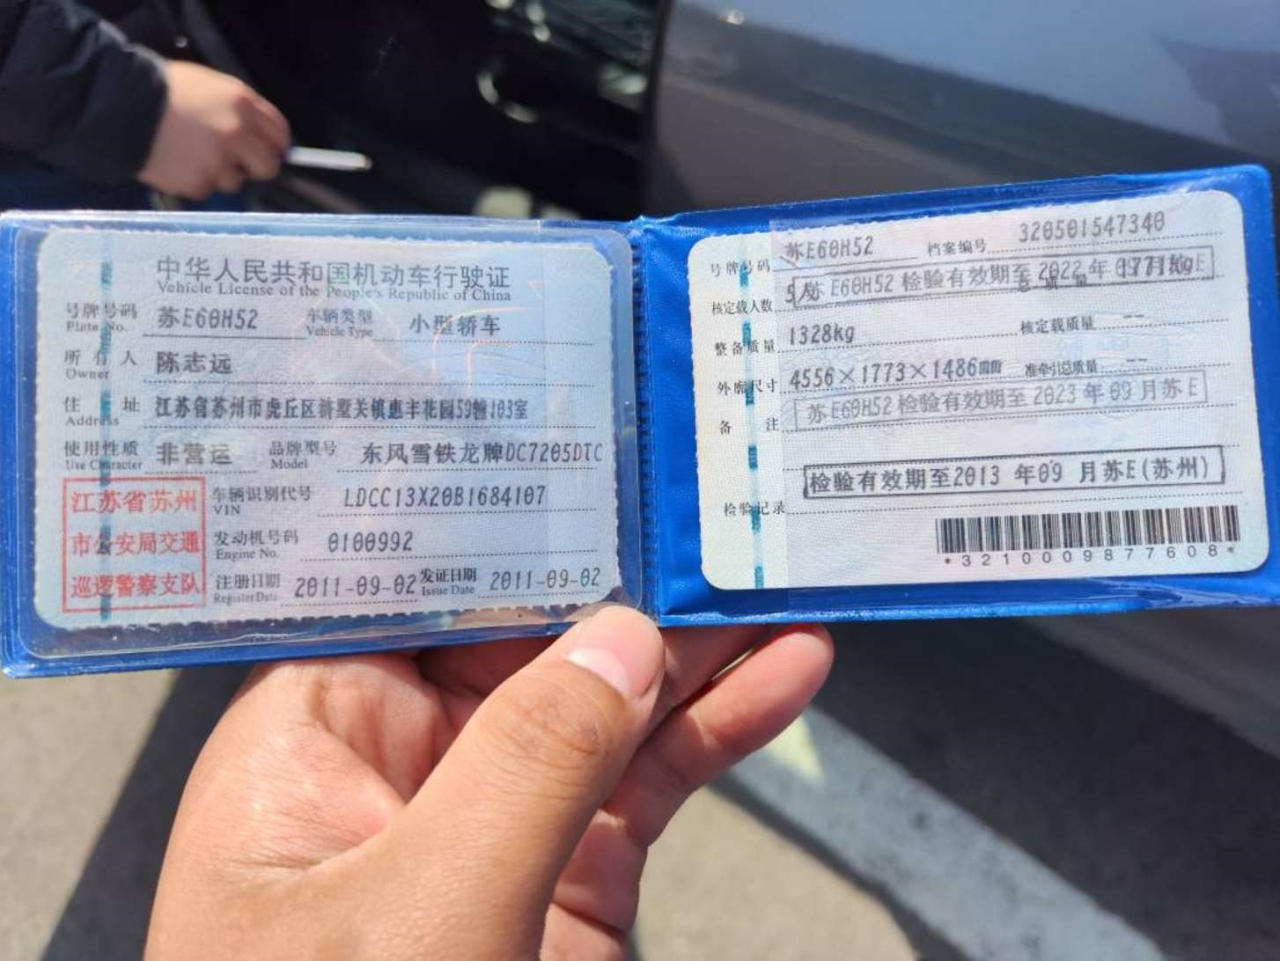 中华人民共和国机动车行驶证
Vehicle License of the People's Republic of China
号牌号码 苏E60H52 车辆类型 小型轿车
Plate No. Vehicle Type
所有人 陈志远
Owner
住址 江苏省苏州市虎丘区浒墅关镇惠丰花园59幢103室
Address
使用性质 非营运 品牌型号 东风雪铁龙牌DC7205DTC
Use Character Model
江苏省苏州
市公安局交通
巡逻警察支队
车辆识别代号 LDCC13X20B1684107
VIN
发动机号码 0100992
Engine No.
注册日期 2011-09-02 发证日期 2011-09-02
Register Date Issue Date
号牌号码 苏E60H52 档案编号 320501547340
苏E60H52 检验有效期至 2022 年
核定载人数 5人 总质量 1771kg
整备质量 1328kg 核定载质量 --
外廓尺寸 4556×1773×1486mm 准牵引总质量 --
苏E60H52 检验有效期至 2023 年 09 月苏E
备注
检验有效期至2013 年09 月苏E(苏州)
检验记录
*3210009877608*